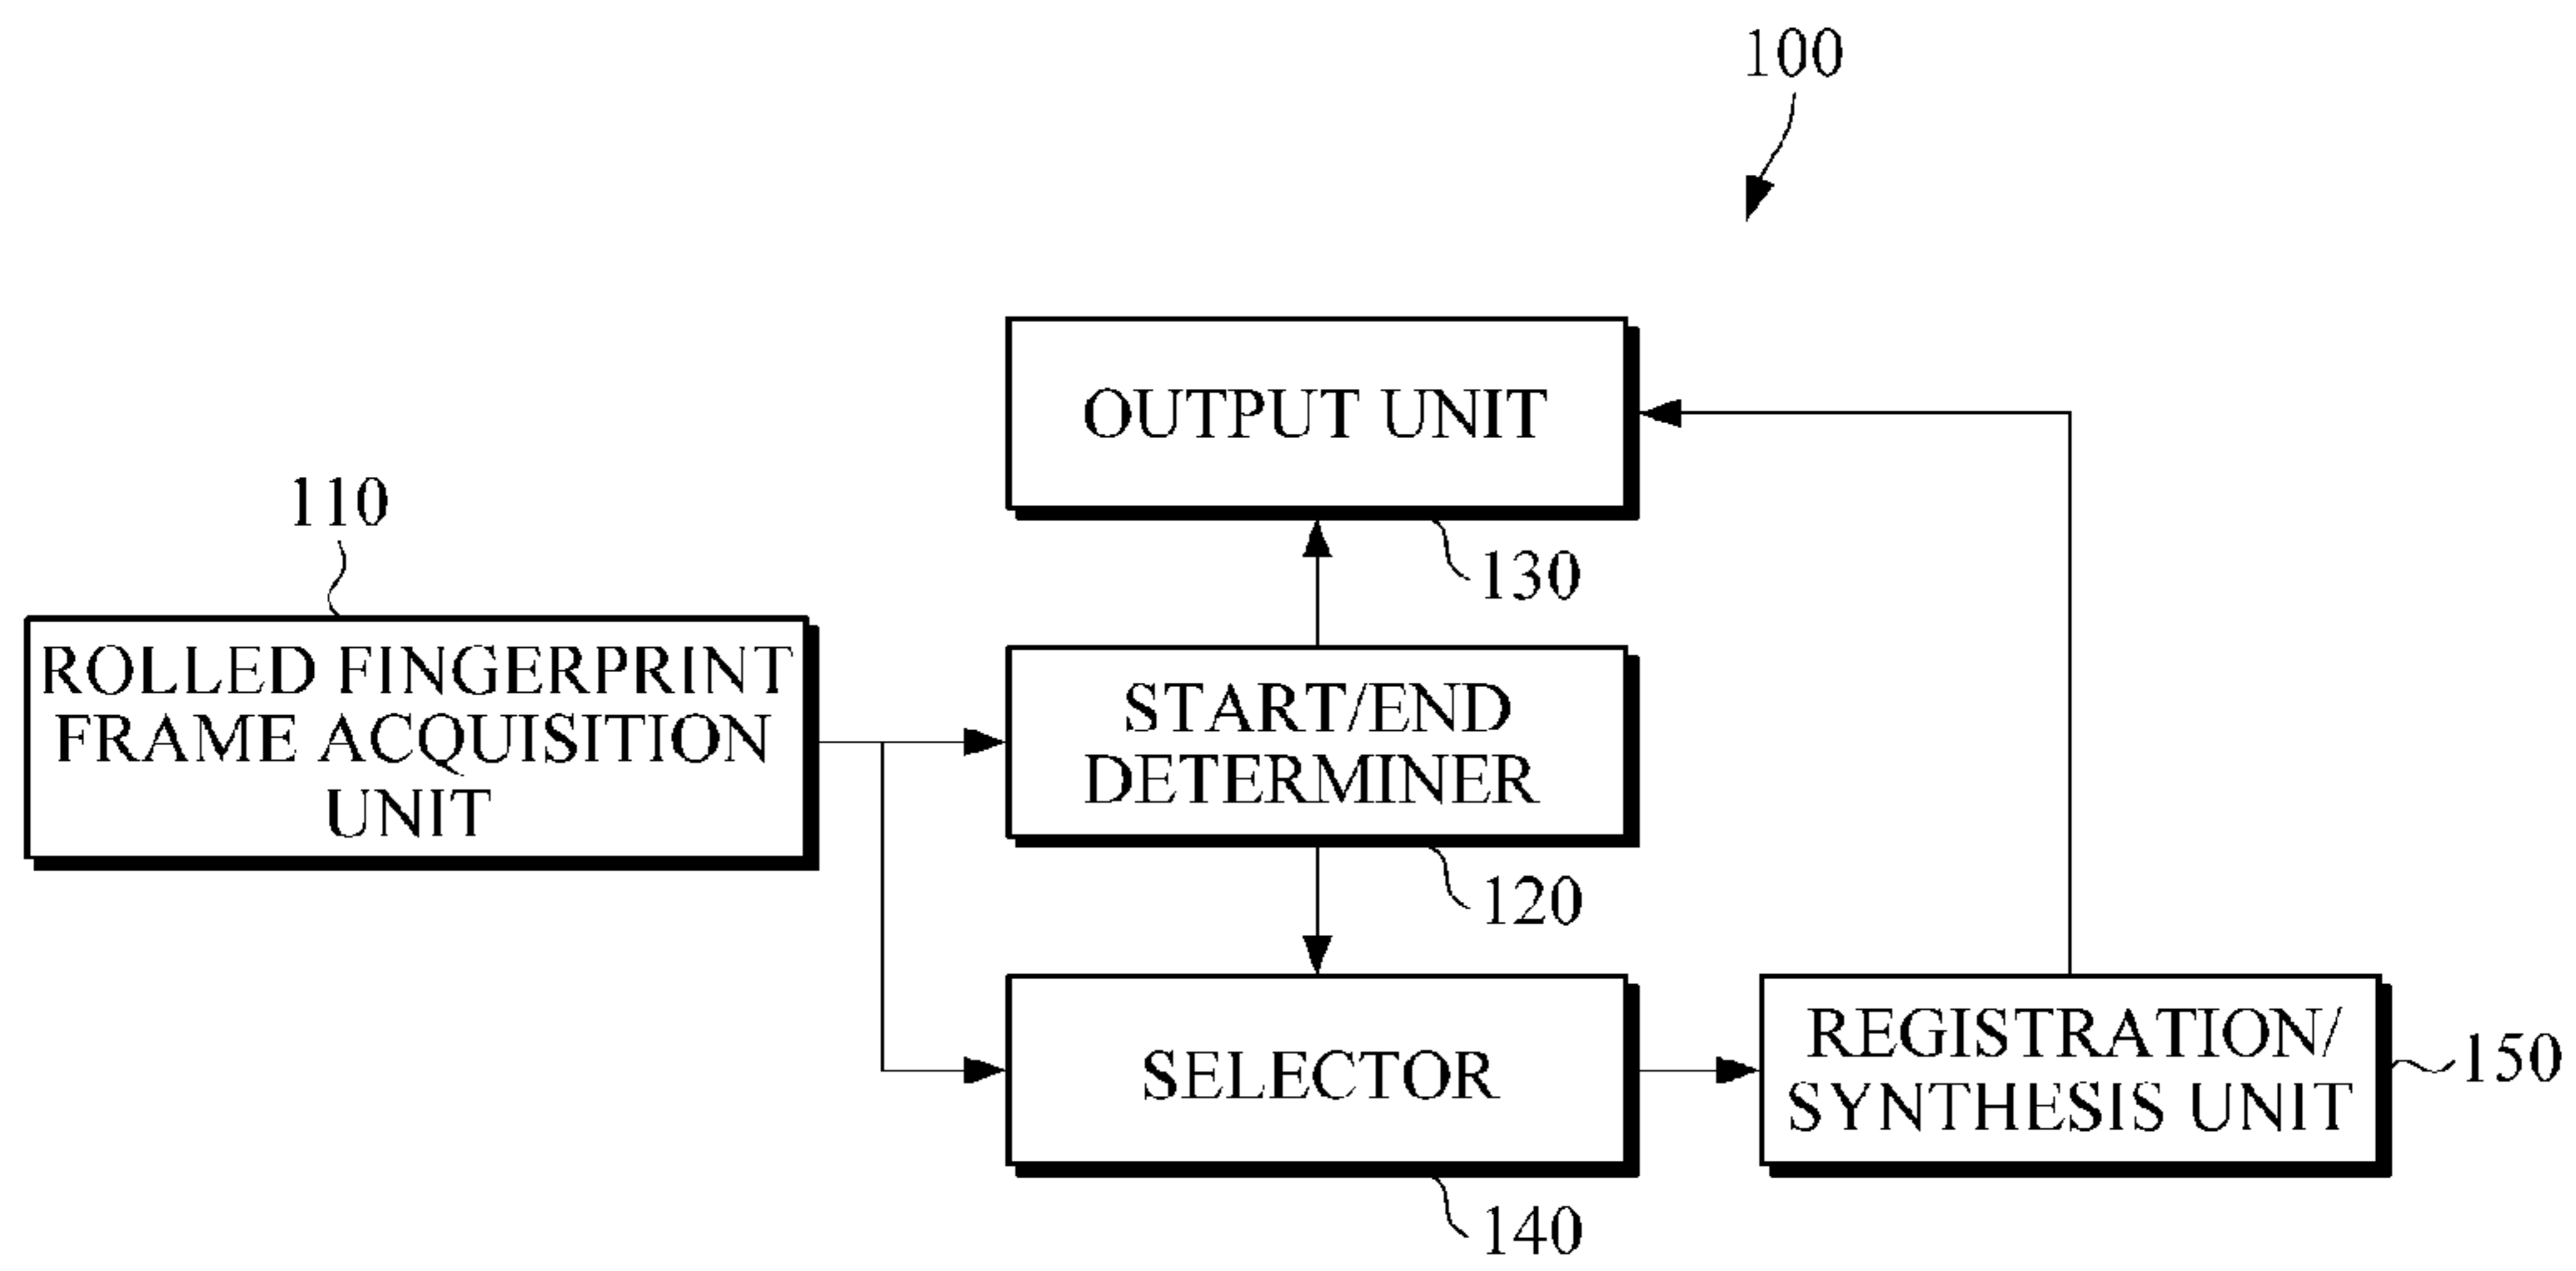 100
OUTPUT UNIT
130
110
ROLLED FINGERPRINT
FRAME ACQUISITION
UNIT
START/END
DETERMINER
120
SELECTOR
140
REGISTRATION/
SYNTHESIS UNIT
150